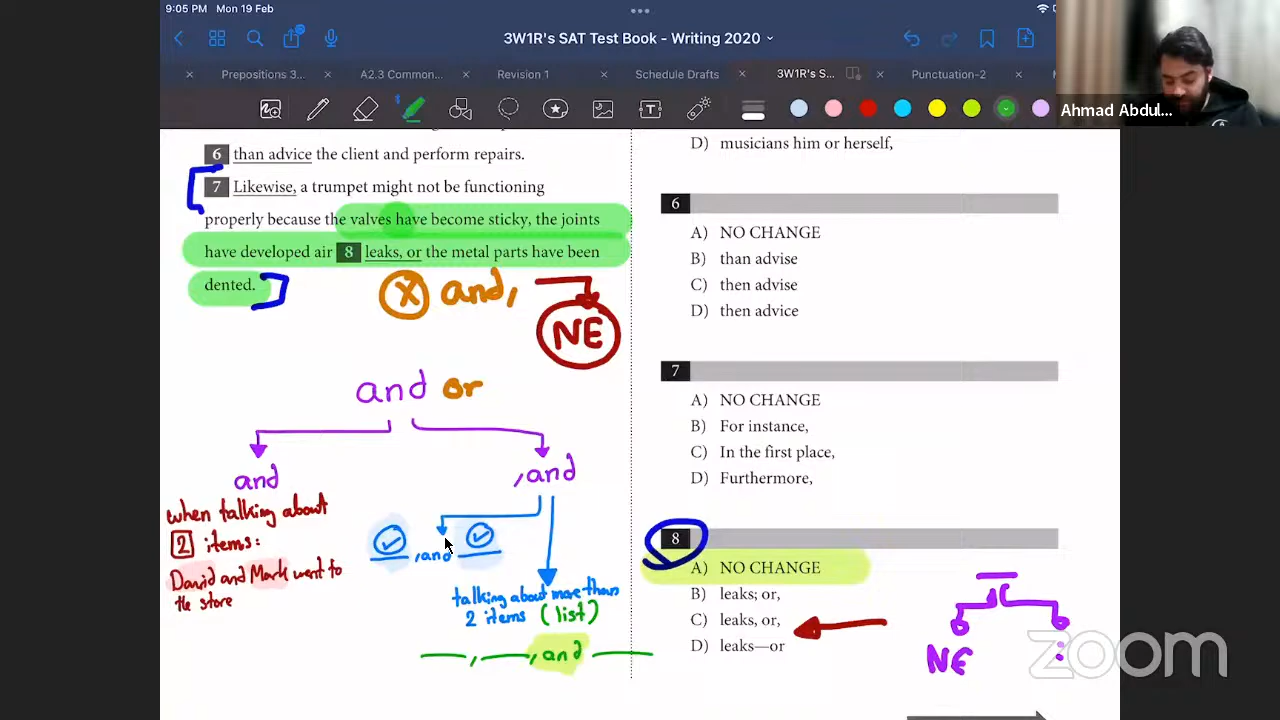 9:05 PM Mon 19 Feb
3W1R's SAT Test Book - Writing 2020
Prepositions 3...
A2.3 Common...
Revision 1
Schedule Drafts
3W1R's S...
Punctuation-2
Ahmad Abdul...
6 than advice the client and perform repairs.
7 Likewise, a trumpet might not be functioning
properly because the valves have become sticky, the joints
have developed air 8 leaks, or the metal parts have been
dented.
X and,
NE
and or
and
,and
when talking about
2 items:
David and Mark went to
the store
,and
talking about more than
2 items (list)
, , and
D) musicians him or herself,
6
A) NO CHANGE
B) than advise
C) then advise
D) then advice
7
A) NO CHANGE
B) For instance,
C) In the first place,
D) Furthermore,
8
A) NO CHANGE
B) leaks; or,
C) leaks, or,
D) leaks—or
NE
:
zoom